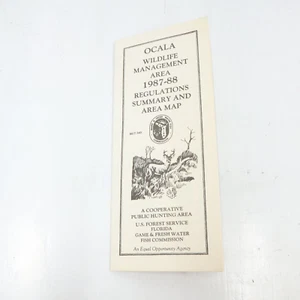 OCALA
WILDLIFE
MANAGEMENT
AREA
1987-88
REGULATIONS
SUMMARY AND
AREA MAP
A COOPERATIVE
PUBLIC HUNTING AREA
U.S. FOREST SERVICE
FLORIDA
GAME & FRESH WATER
FISH COMMISSION
An Equal Opportunity Agency